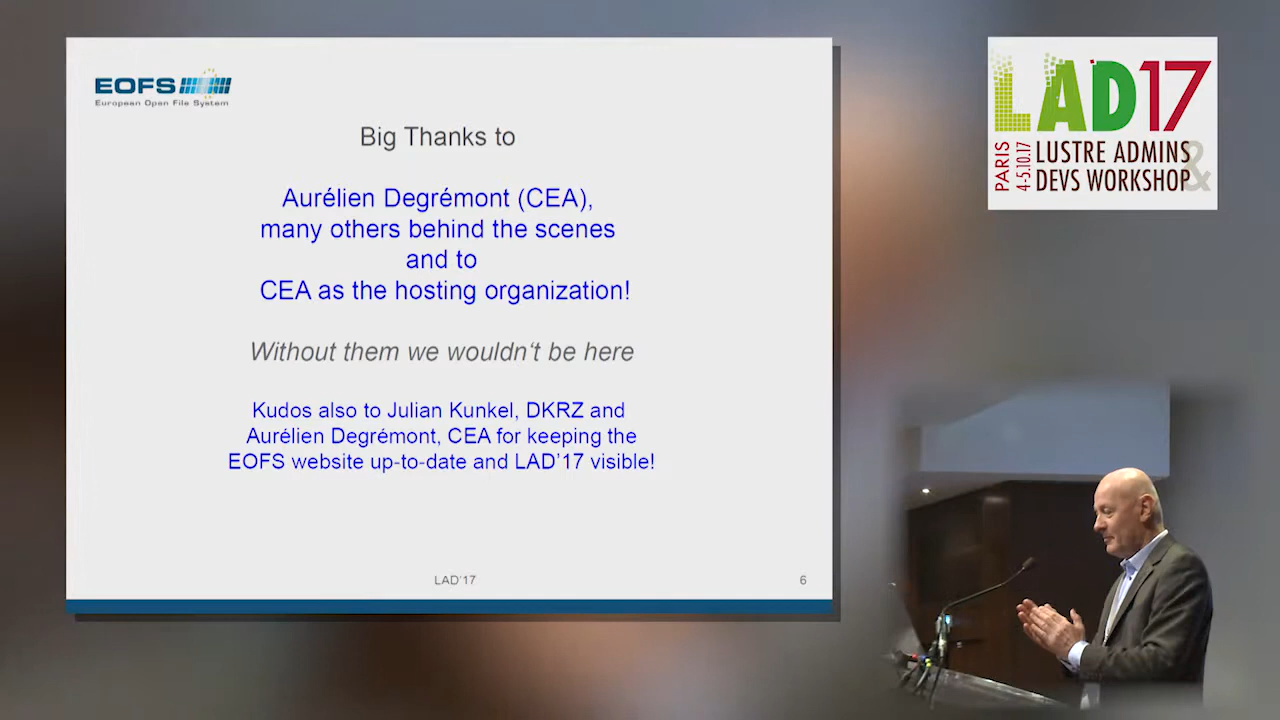 EOFS
European Open File System
Big Thanks to
Aurélien Degrémont (CEA),
many others behind the scenes
and to
CEA as the hosting organization!
Without them we wouldn‘t be here
Kudos also to Julian Kunkel, DKRZ and
Aurélien Degrémont, CEA for keeping the
EOFS website up-to-date and LAD’17 visible!
LAD‘17
6
LAD17
PARIS
4-5.10.17
LUSTRE ADMINS &
DEVS WORKSHOP